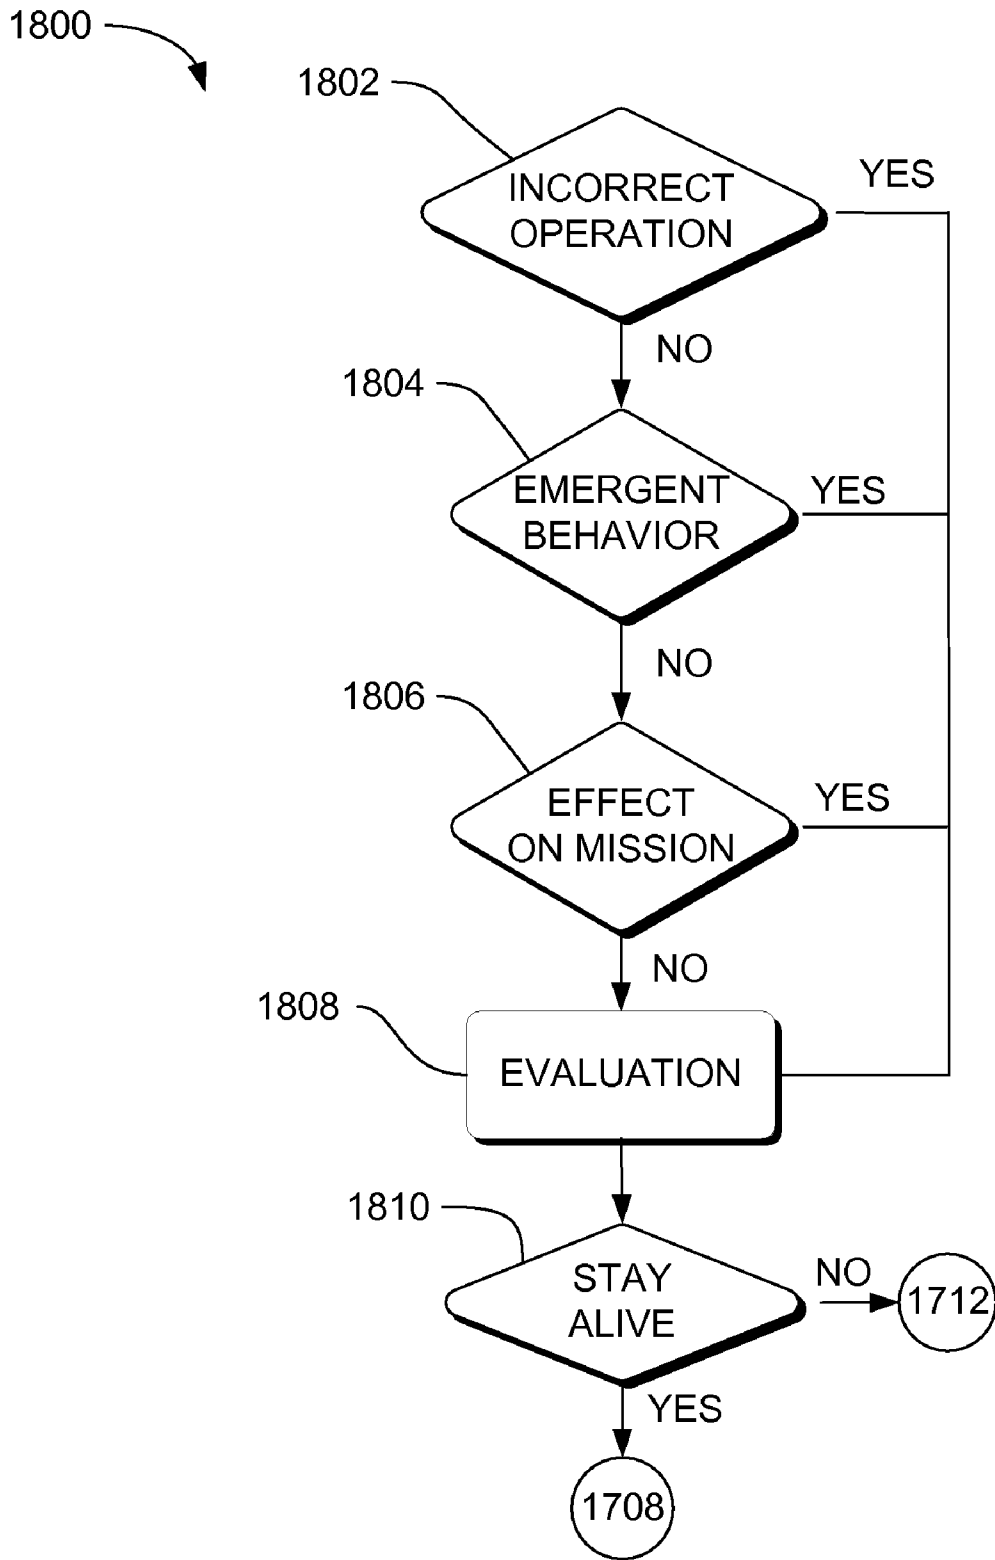 1800
1802
INCORRECT
OPERATION
YES
NO
1804
EMERGENT
BEHAVIOR
YES
NO
1806
EFFECT
ON MISSION
YES
NO
1808
EVALUATION
1810
STAY
ALIVE
NO
1712
YES
1708